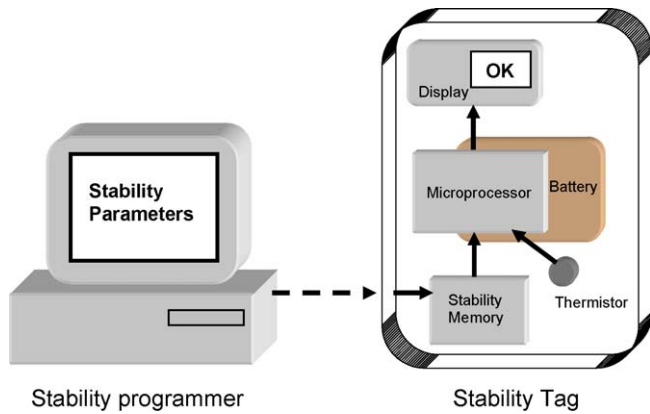 OK
Display
Stability
Parameters
Microprocessor
Battery
Stability
Memory
Thermistor
Stability programmer
Stability Tag